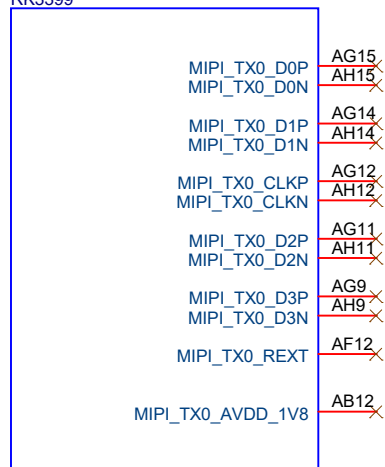 RK3399
MIPI_TX0_D0P AG15
MIPI_TX0_D0N AH15
MIPI_TX0_D1P AG14
MIPI_TX0_D1N AH14
MIPI_TX0_CLKP AG12
MIPI_TX0_CLKN AH12
MIPI_TX0_D2P AG11
MIPI_TX0_D2N AH11
MIPI_TX0_D3P AG9
MIPI_TX0_D3N AH9
MIPI_TX0_REXT AF12
MIPI_TX0_AVDD_1V8 AB12